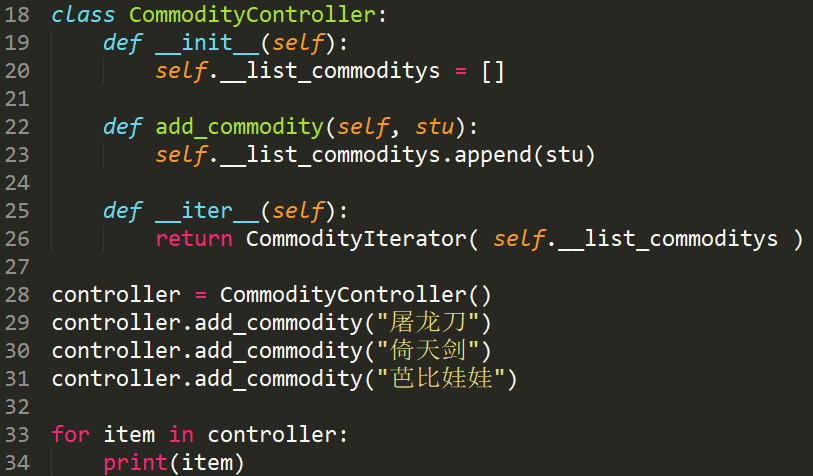 18 class CommodityController:
19     def __init__(self):
20         self.__list_commoditys = []
21
22     def add_commodity(self, stu):
23         self.__list_commoditys.append(stu)
24
25     def __iter__(self):
26         return CommodityIterator( self.__list_commoditys )
27
28 controller = CommodityController()
29 controller.add_commodity("屠龙刀")
30 controller.add_commodity("倚天剑")
31 controller.add_commodity("芭比娃娃")
32
33 for item in controller:
34     print(item)